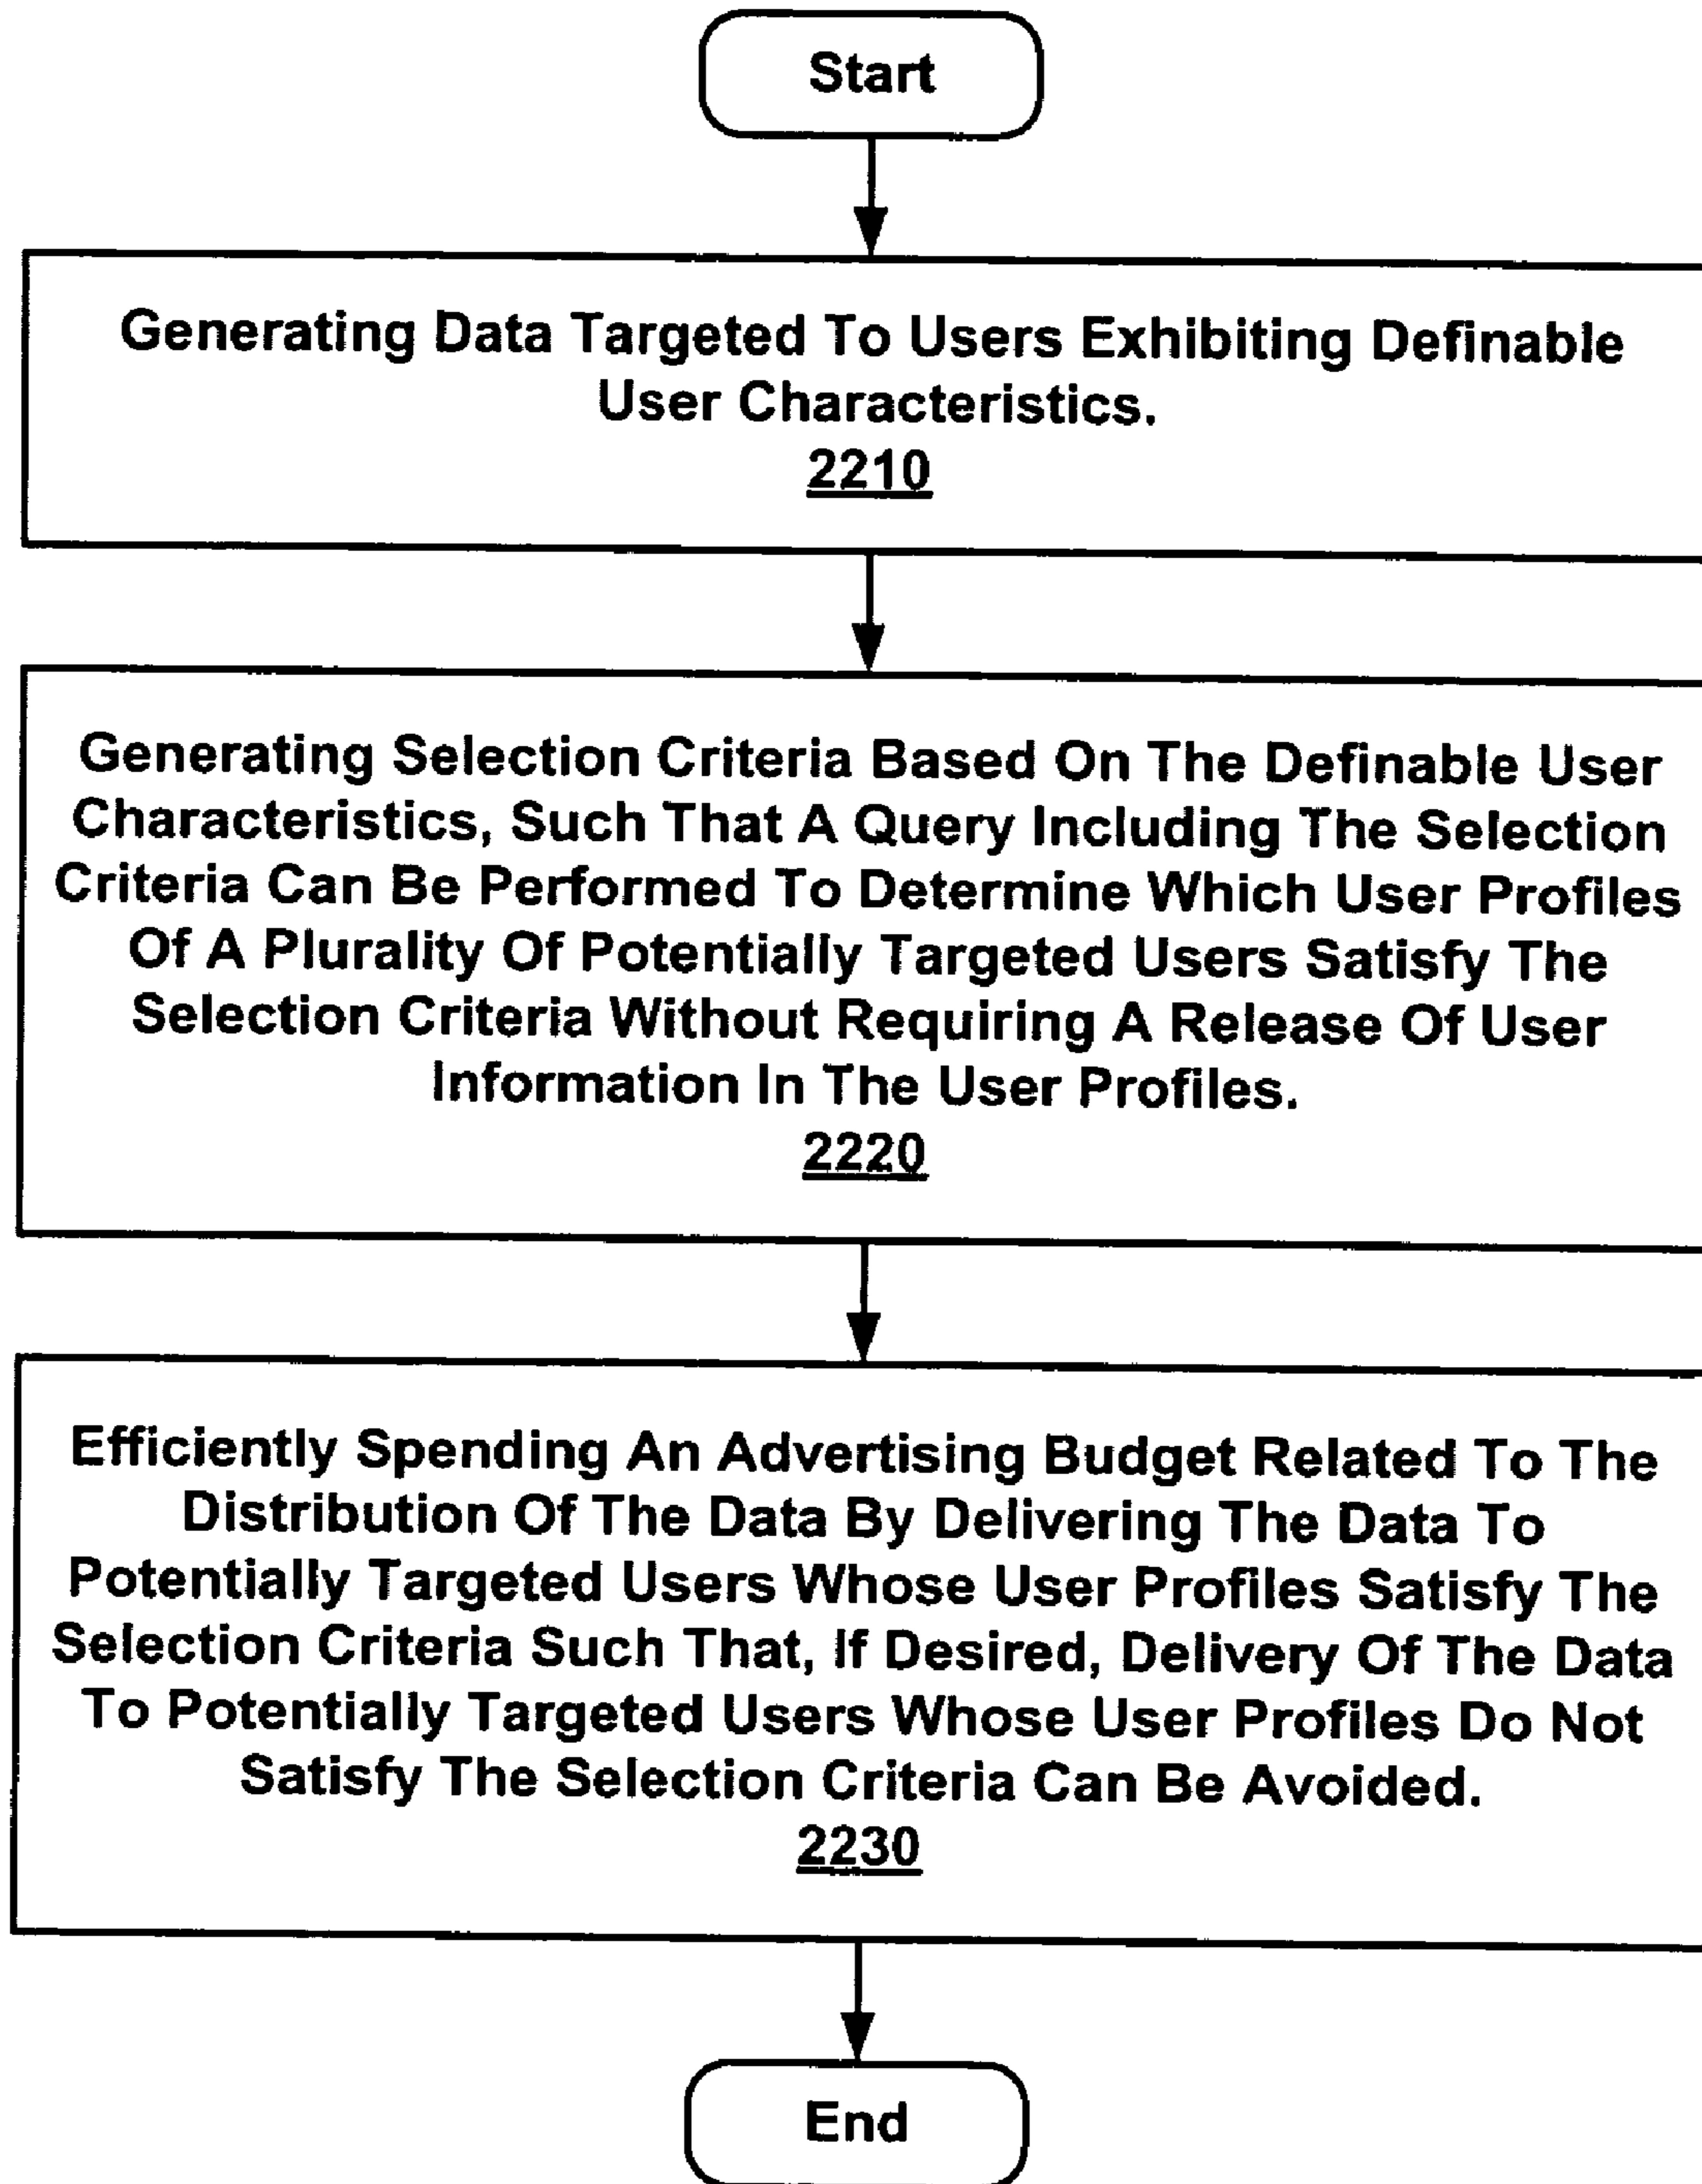 Start
Generating Data Targeted To Users Exhibiting Definable
User Characteristics.
2210
Generating Selection Criteria Based On The Definable User
Characteristics, Such That A Query Including The Selection
Criteria Can Be Performed To Determine Which User Profiles
Of A Plurality Of Potentially Targeted Users Satisfy The
Selection Criteria Without Requiring A Release Of User
Information In The User Profiles.
2220
Efficiently Spending An Advertising Budget Related To The
Distribution Of The Data By Delivering The Data To
Potentially Targeted Users Whose User Profiles Satisfy The
Selection Criteria Such That, If Desired, Delivery Of The Data
To Potentially Targeted Users Whose User Profiles Do Not
Satisfy The Selection Criteria Can Be Avoided.
2230
End